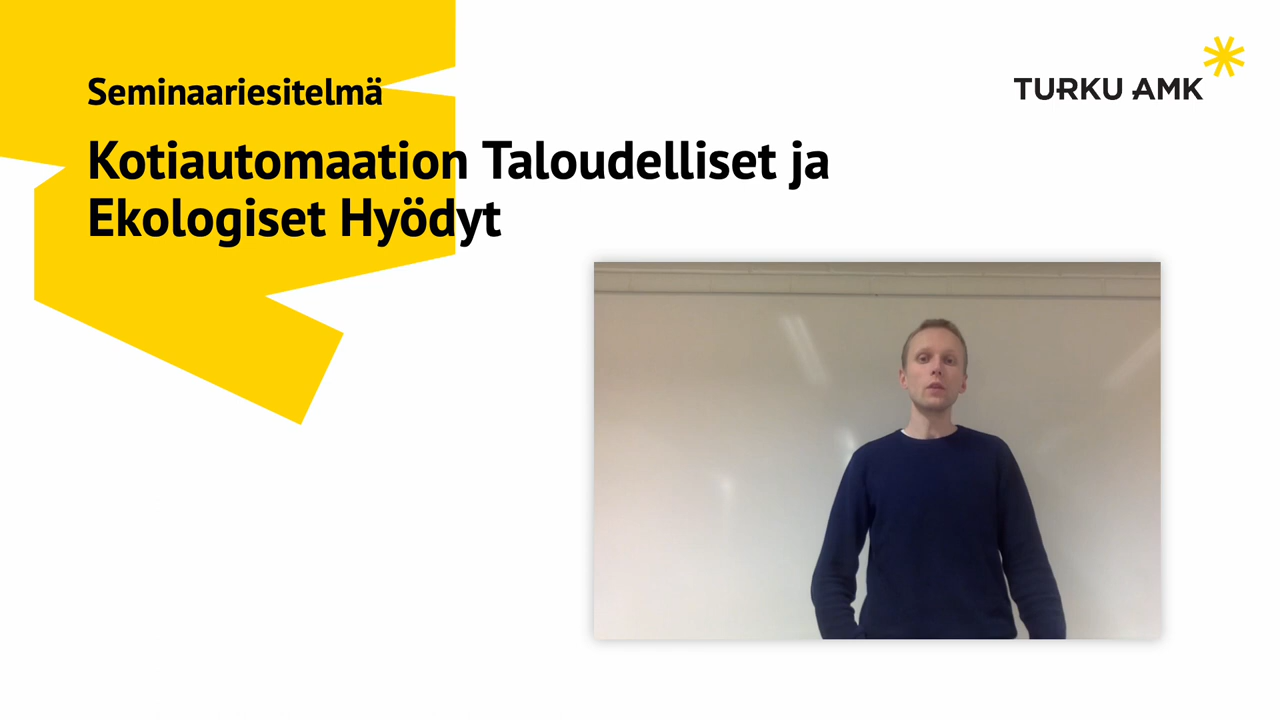 Seminaariesitelmä
TURKU AMK
Kotiautomaation Taloudelliset ja
Ekologiset Hyödyt